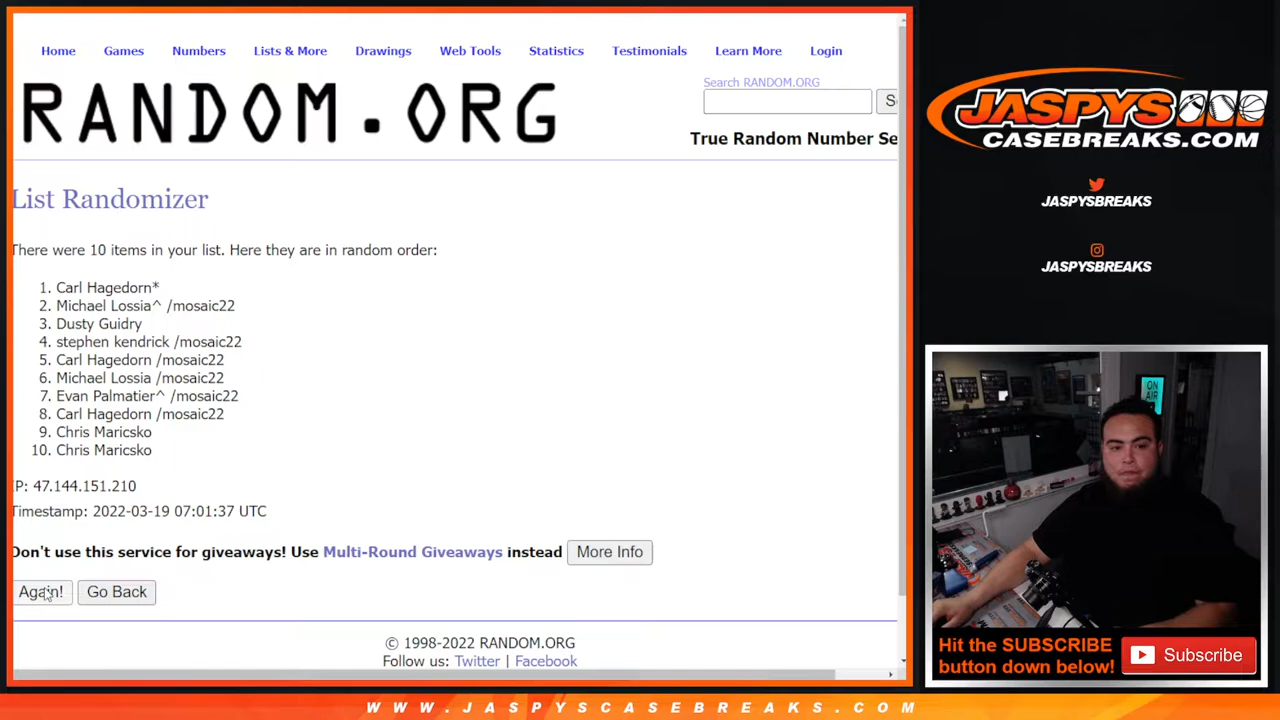 Home Games Numbers Lists & More Drawings Web Tools Statistics Testimonials Learn More Login
Search RANDOM.ORG
RANDOM.ORG
True Random Number Se
List Randomizer
There were 10 items in your list. Here they are in random order:
1. Carl Hagedorn*
2. Michael Lossia^ /mosaic22
3. Dusty Guidry
4. stephen kendrick /mosaic22
5. Carl Hagedorn /mosaic22
6. Michael Lossia /mosaic22
7. Evan Palmatier^ /mosaic22
8. Carl Hagedorn /mosaic22
9. Chris Maricsko
10. Chris Maricsko
IP: 47.144.151.210
Timestamp: 2022-03-19 07:01:37 UTC
Don't use this service for giveaways! Use Multi-Round Giveaways instead More Info
Again! Go Back
© 1998-2022 RANDOM.ORG
Follow us: Twitter | Facebook
JASPYS
CASEBREAKS.COM
JASPYSBREAKS
JASPYSBREAKS
ON
AIR
Hit the SUBSCRIBE
button down below!
Subscribe
WWW.JASPYSCASEBREAKS.COM